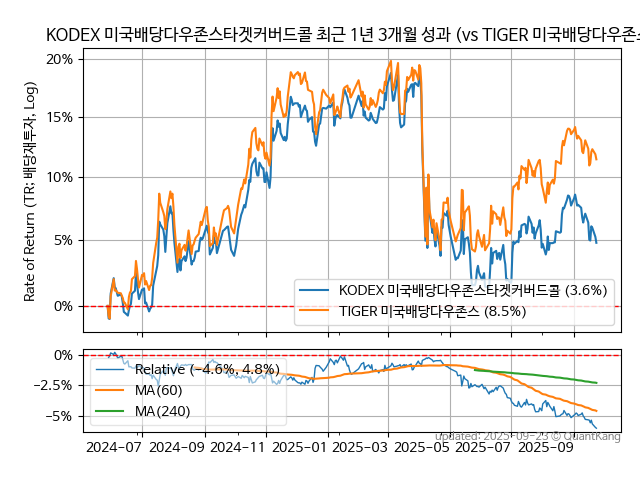 KODEX 미국배당다우존스타겟커버드콜 최근 1년 3개월 성과 (vs TIGER 미국배당다우존스
20%
15%
10%
5%
0%
Rate of Return (TR: 배당재투자, Log)
KODEX 미국배당다우존스타겟커버드콜 (3.6%)
TIGER 미국배당다우존스 (8.5%)
0%
−2.5%
−5%
Relative (−4.6%, 4.8%)
MA(60)
MA(240)
2024-07 2024-09 2024-11 2025-01 2025-03 2025-05 2025-07 2025-09
updated: 2025-09-23 © QuantKang